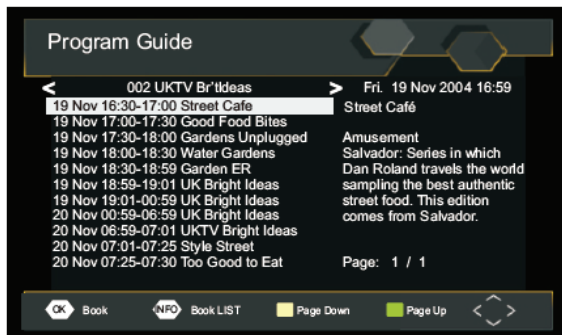 Program Guide
< 002 UKTV Br'tIdeas > Fri. 19 Nov 2004 16:59
19 Nov 16:30-17:00 Street Cafe
19 Nov 17:00-17:30 Good Food Bites
19 Nov 17:30-18:00 Gardens Unplugged
19 Nov 18:00-18:30 Water Gardens
19 Nov 18:30-18:59 Garden ER
19 Nov 18:59-19:01 UK Bright Ideas
19 Nov 19:01-00:59 UK Bright Ideas
20 Nov 00:59-06:59 UK Bright Ideas
20 Nov 06:59-07:01 UKTV Bright Ideas
20 Nov 07:01-07:25 Style Street
20 Nov 07:25-07:30 Too Good to Eat
Street Café
Amusement
Salvador: Series in which
Dan Roland travels the world
sampling the best authentic
street food. This edition
comes from Salvador.
Page: 1 / 1
OK Book INFO Book LIST Page Down Page Up